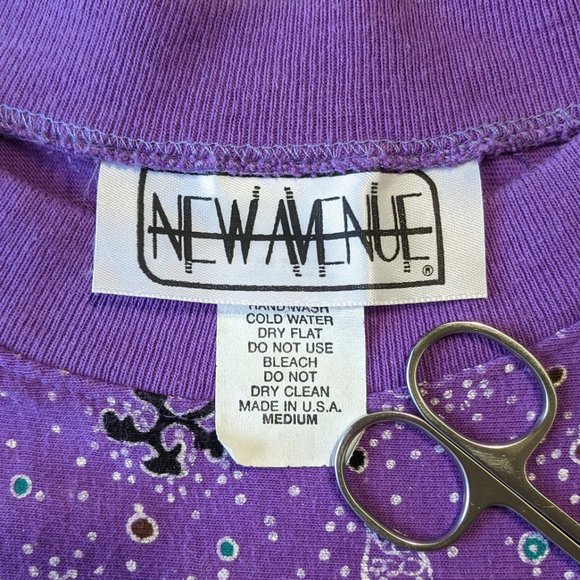 NEW AVENUE
®
HAND WASH
COLD WATER
DRY FLAT
DO NOT USE
BLEACH
DO NOT
DRY CLEAN
MADE IN U.S.A.
MEDIUM